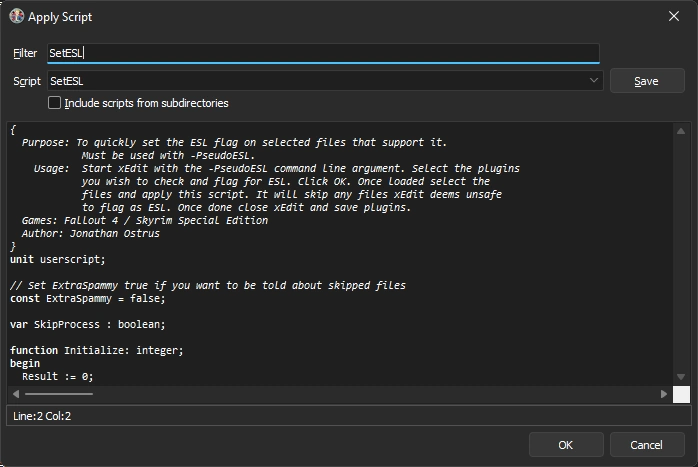 Apply Script
Filter
SetESL
Script
SetESL
Save
Include scripts from subdirectories
{
  Purpose: To quickly set the ESL flag on selected files that support it.
           Must be used with -PseudoESL.
    Usage:  Start xEdit with the -PseudoESL command line argument. Select the plugins
           you wish to check and flag for ESL. Click OK. Once loaded select the
           files and apply this script. It will skip any files xEdit deems unsafe
           to flag as ESL. Once done close xEdit and save plugins.
  Games: Fallout 4 / Skyrim Special Edition
  Author: Jonathan Ostrus
}
unit userscript;
// Set ExtraSpammy true if you want to be told about skipped files
const ExtraSpammy = false;
var SkipProcess : boolean;
function Initialize: integer;
begin
  Result := 0;
Line:2 Col:2
OK
Cancel